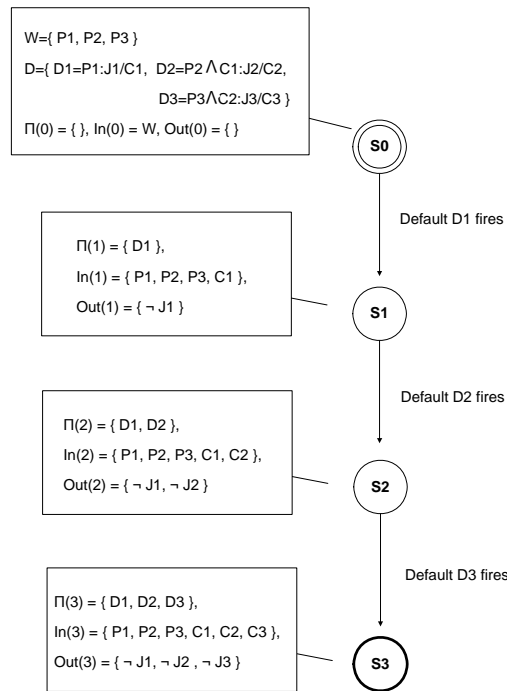 W={ P1, P2, P3 }
D={ D1=P1:J1/C1, D2=P2 ∧ C1:J2/C2,
D3=P3∧C2:J3/C3 }
Π(0) = { }, In(0) = W, Out(0) = { }
S0
Default D1 fires
Π(1) = { D1 },
In(1) = { P1, P2, P3, C1 },
Out(1) = { ¬ J1 }
S1
Default D2 fires
Π(2) = { D1, D2 },
In(2) = { P1, P2, P3, C1, C2 },
Out(2) = { ¬ J1, ¬ J2 }
S2
Default D3 fires
Π(3) = { D1, D2, D3 },
In(3) = { P1, P2, P3, C1, C2, C3 },
Out(3) = { ¬ J1, ¬ J2 , ¬ J3 }
S3